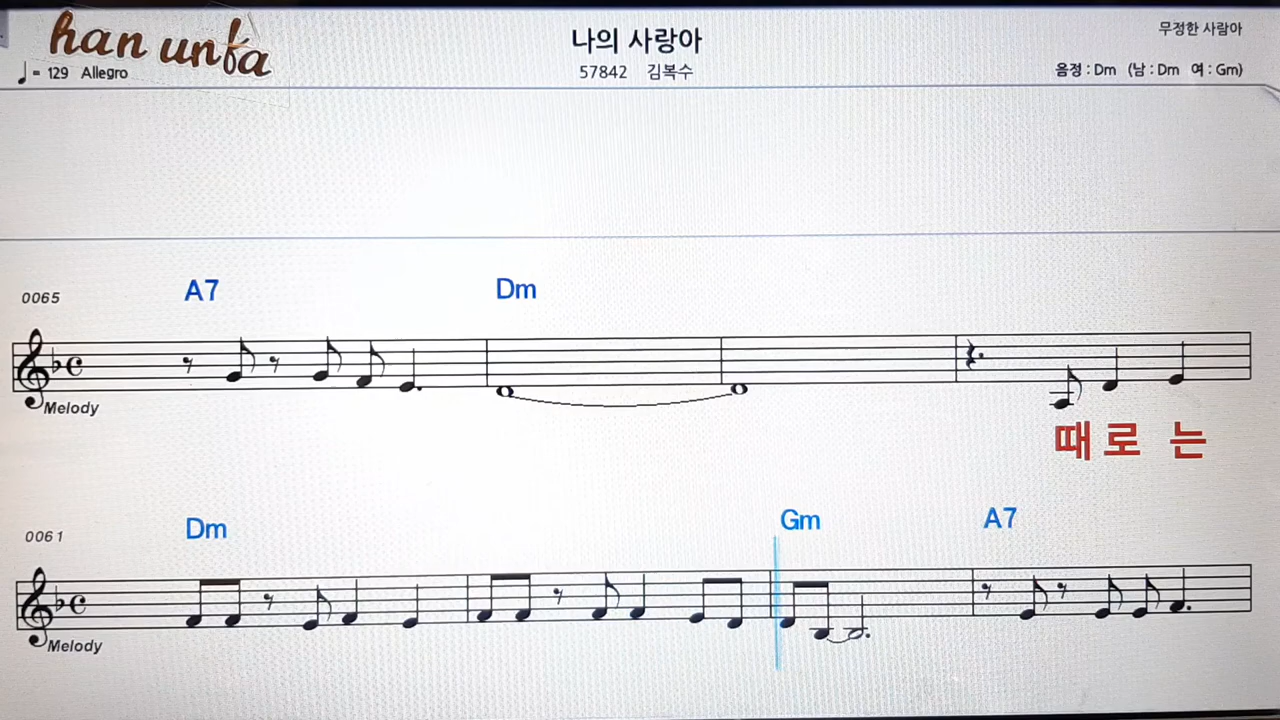 han unfa
나의 사랑아
무정한 사람아
♩= 129 Allegro
57842 김복수
음정 : Dm (남 : Dm 여 : Gm)
A7 Dm
0065
Melody
때로는
Dm Gm A7
0061
Melody